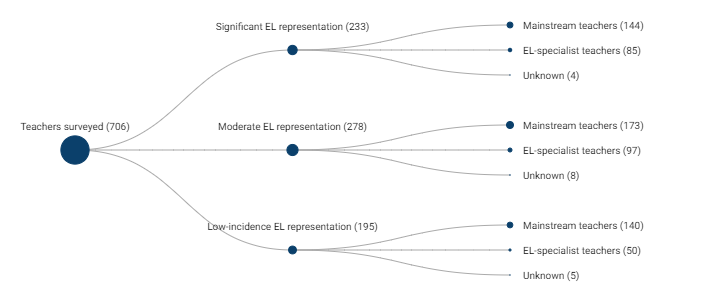 Significant EL representation (233)
Mainstream teachers (144)
EL-specialist teachers (85)
Unknown (4)
Teachers surveyed (706)
Moderate EL representation (278)
Mainstream teachers (173)
EL-specialist teachers (97)
Unknown (8)
Low-incidence EL representation (195)
Mainstream teachers (140)
EL-specialist teachers (50)
Unknown (5)